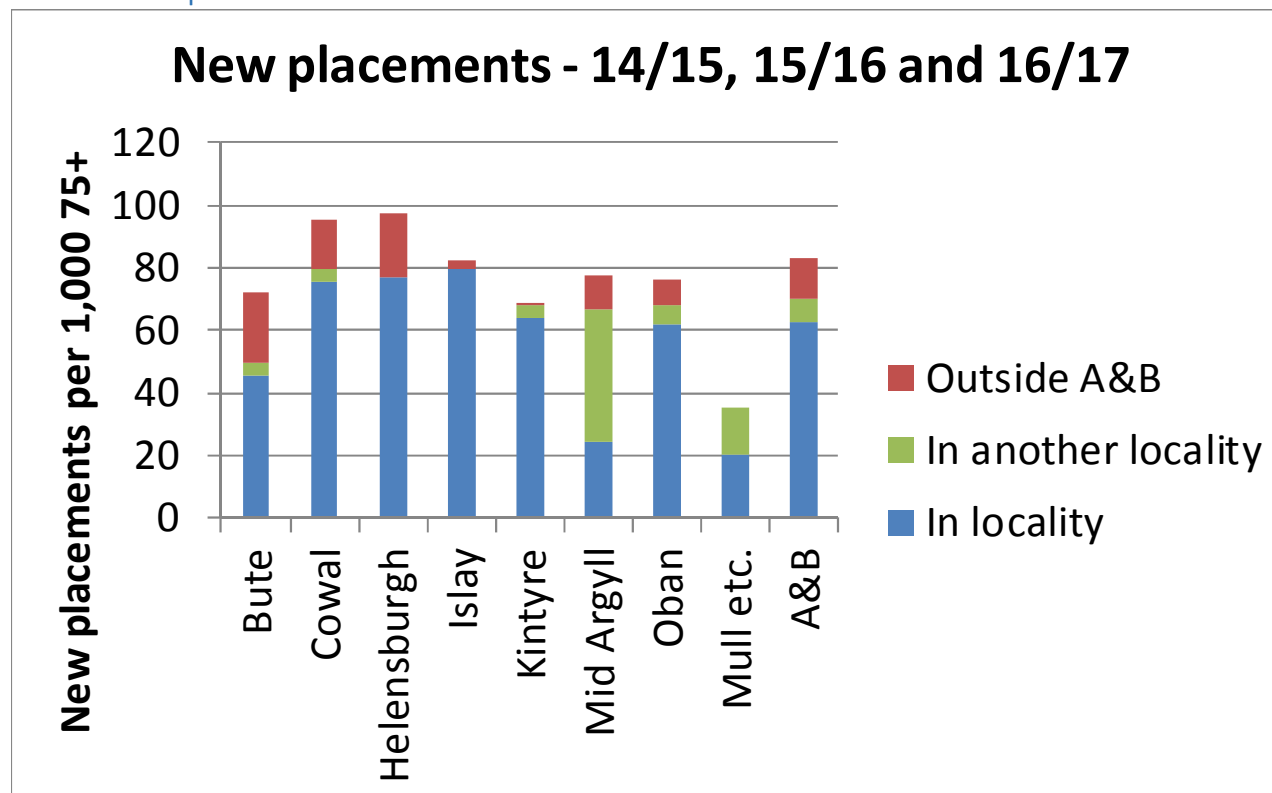 New placements - 14/15, 15/16 and 16/17
New placements per 1,000 75+
120
100
80
60
40
20
0
Bute
Cowal
Helensburgh
Islay
Kintyre
Mid Argyll
Oban
Mull etc.
A&B
Outside A&B
In another locality
In locality